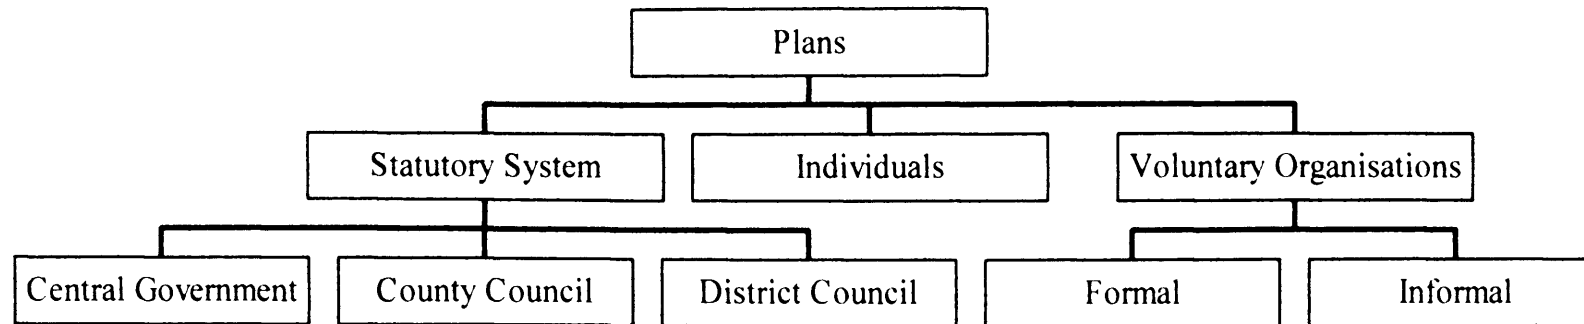 Plans
Statutory System
Individuals
Voluntary Organisations
Central Government
County Council
District Council
Formal
Informal